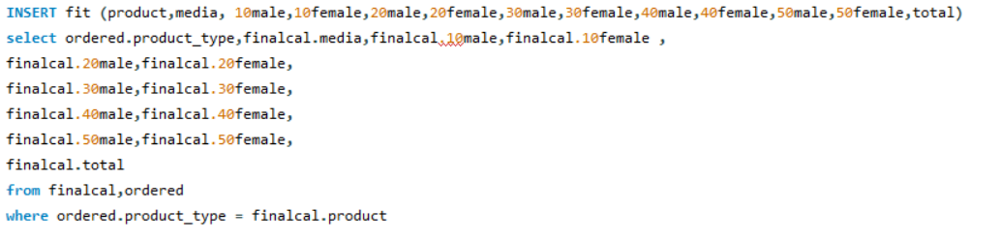 INSERT fit (product,media, 10male,10female,20male,20female,30male,30female,40male,40female,50male,50female,total)
select ordered.product_type,finalcal.media,finalcal.10male,finalcal.10female ,
finalcal.20male,finalcal.20female,
finalcal.30male,finalcal.30female,
finalcal.40male,finalcal.40female,
finalcal.50male,finalcal.50female,
finalcal.total
from finalcal,ordered
where ordered.product_type = finalcal.product